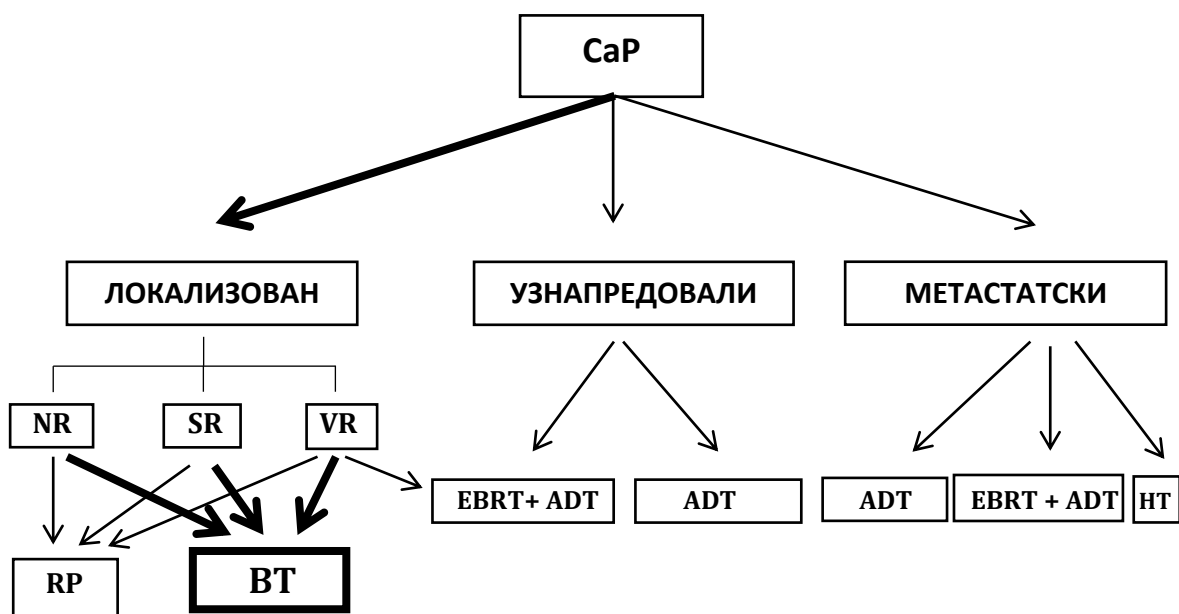 CaP
ЛОКАЛИЗОВАН
УЗНАПРЕДОВАЛИ
МЕТАСТАТСКИ
NR
SR
VR
EBRT+ ADT
ADT
ADT
EBRT + ADT
HT
RP
BT